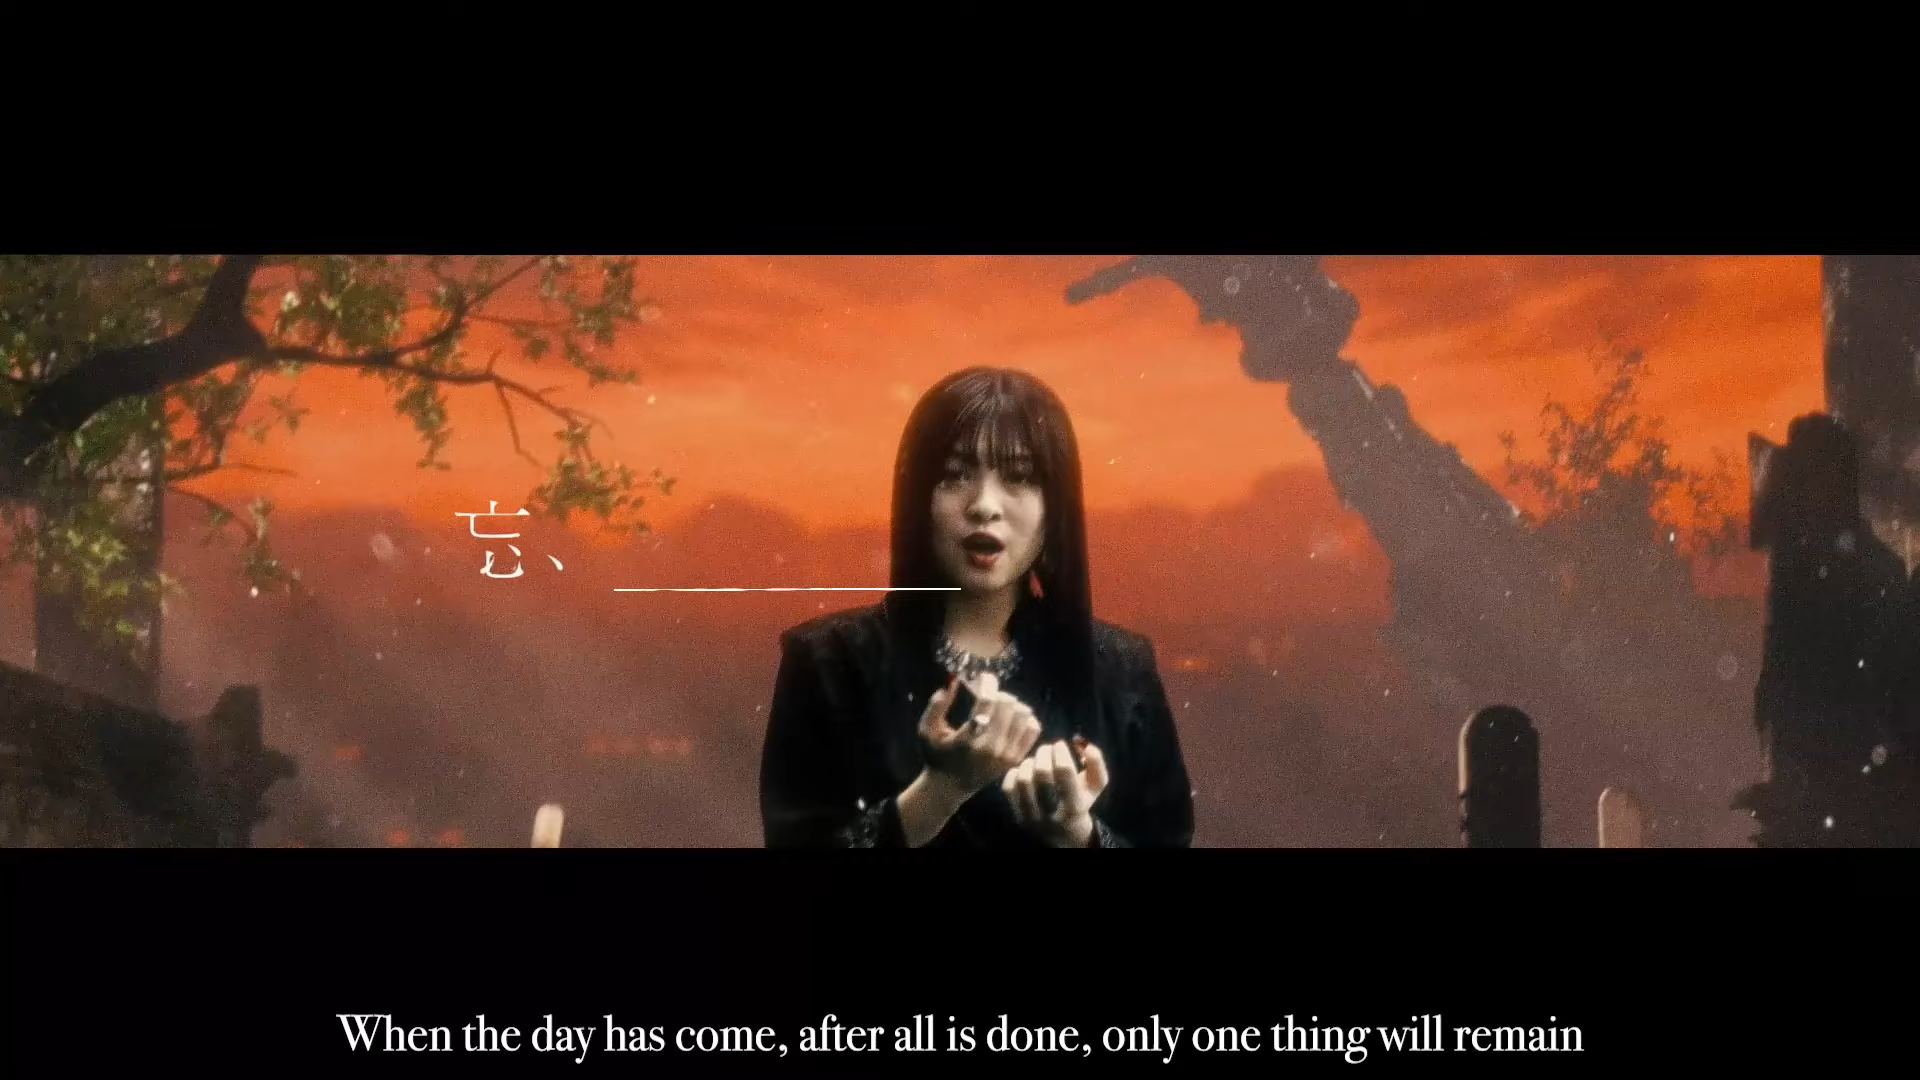 忘、
When the day has come, after all is done, only one thing will remain